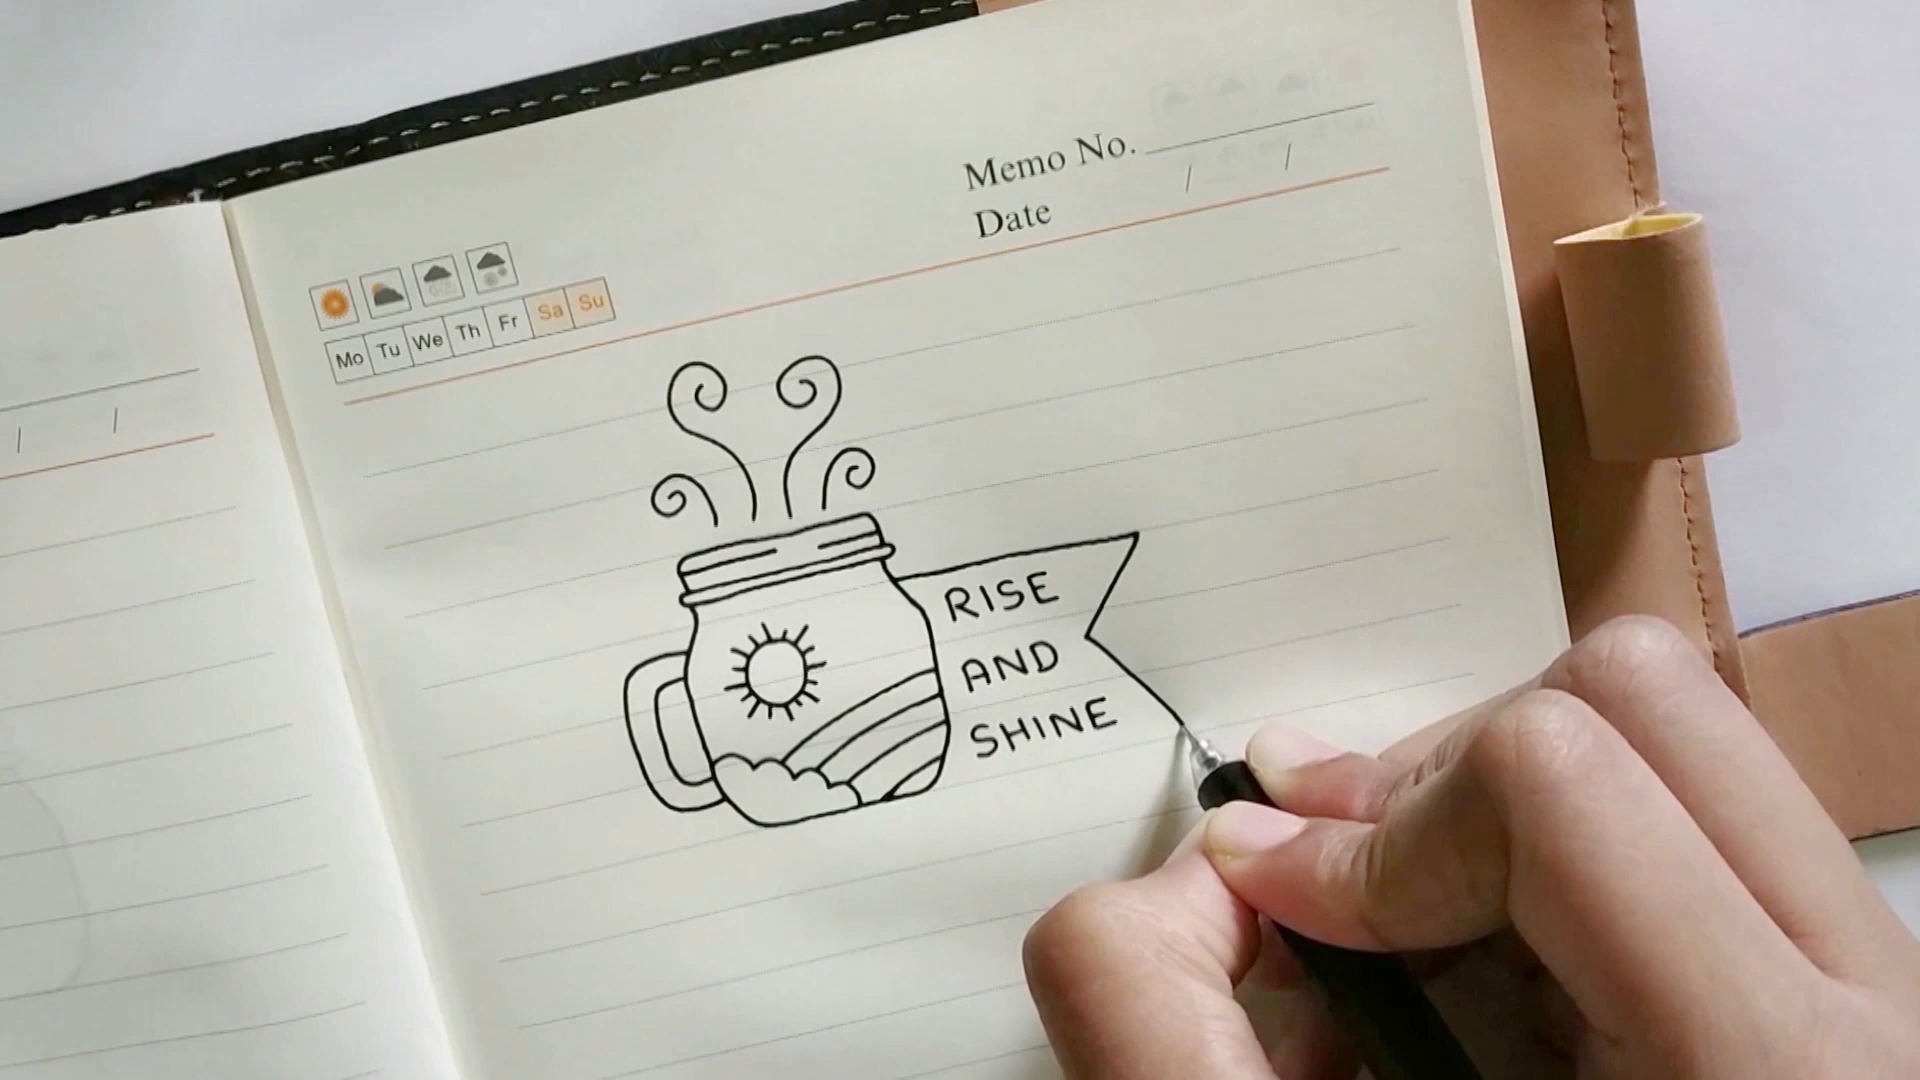 Memo No.
/ /
Date
Mo Tu We Th Fr Sa Su
RISE
AND
SHINE
/ /